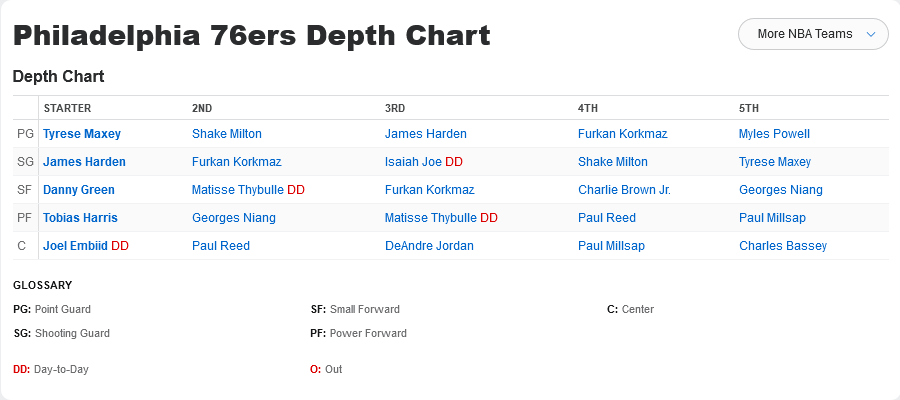 Philadelphia 76ers Depth Chart
More NBA Teams
Depth Chart
STARTER 2ND 3RD 4TH 5TH
PG Tyrese Maxey Shake Milton James Harden Furkan Korkmaz Myles Powell
SG James Harden Furkan Korkmaz Isaiah Joe DD Shake Milton Tyrese Maxey
SF Danny Green Matisse Thybulle DD Furkan Korkmaz Charlie Brown Jr. Georges Niang
PF Tobias Harris Georges Niang Matisse Thybulle DD Paul Reed Paul Millsap
C Joel Embiid DD Paul Reed DeAndre Jordan Paul Millsap Charles Bassey
GLOSSARY
PG: Point Guard SF: Small Forward C: Center
SG: Shooting Guard PF: Power Forward
DD: Day-to-Day O: Out